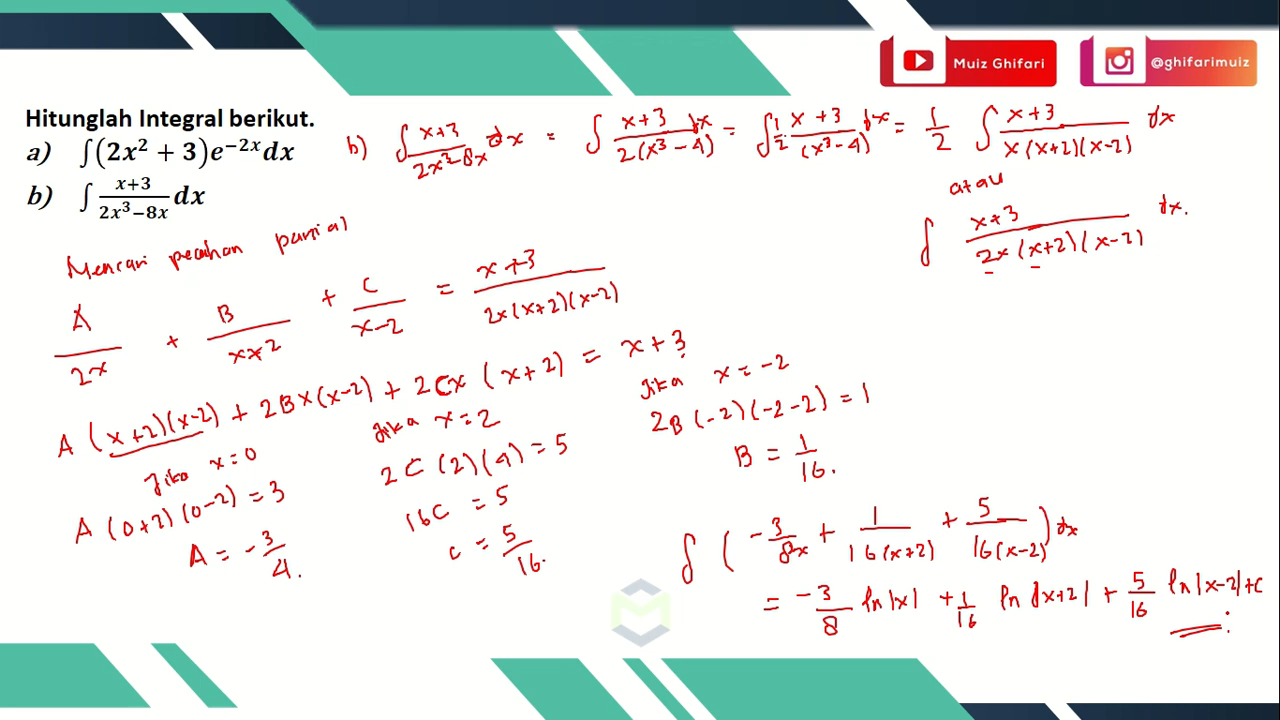 Muiz Ghifari
@ghifarimuiz
Hitunglah Integral berikut.
a) ∫(2x² + 3)e⁻²ˣdx
b) ∫ (x+3)/(2x³−8x) dx
b) ∫ (x+3)/(2x³−8x) dx = ∫ (x+3)/(2(x³−4)) dx = ∫ 1/2 (x+3)/((x³−4)) dx = 1/2 ∫ (x+3)/(x(x+2)(x−2)) dx
atau
∫ (x+3)/(2x(x+2)(x−2)) dx.
Mencari pecahan parsial
A/(2x) + B/(x+2) + C/(x−2) = (x+3)/(2x(x+2)(x−2))
A(x+2)(x−2) + 2Bx(x−2) + 2Cx(x+2) = x+3
Jika x=0
A(0+2)(0−2) = 3
A = −3/4.
Jika x=2
2C(2)(4) = 5
16C = 5
C = 5/16.
Jika x = −2
2B(−2)(−2−2) = 1
B = 1/16.
∫ (−3/(8x) + 1/(16(x+2)) + 5/(16(x−2))) dx
= −3/8 ln|x| + 1/16 ln|x+2| + 5/16 ln|x−2| + C